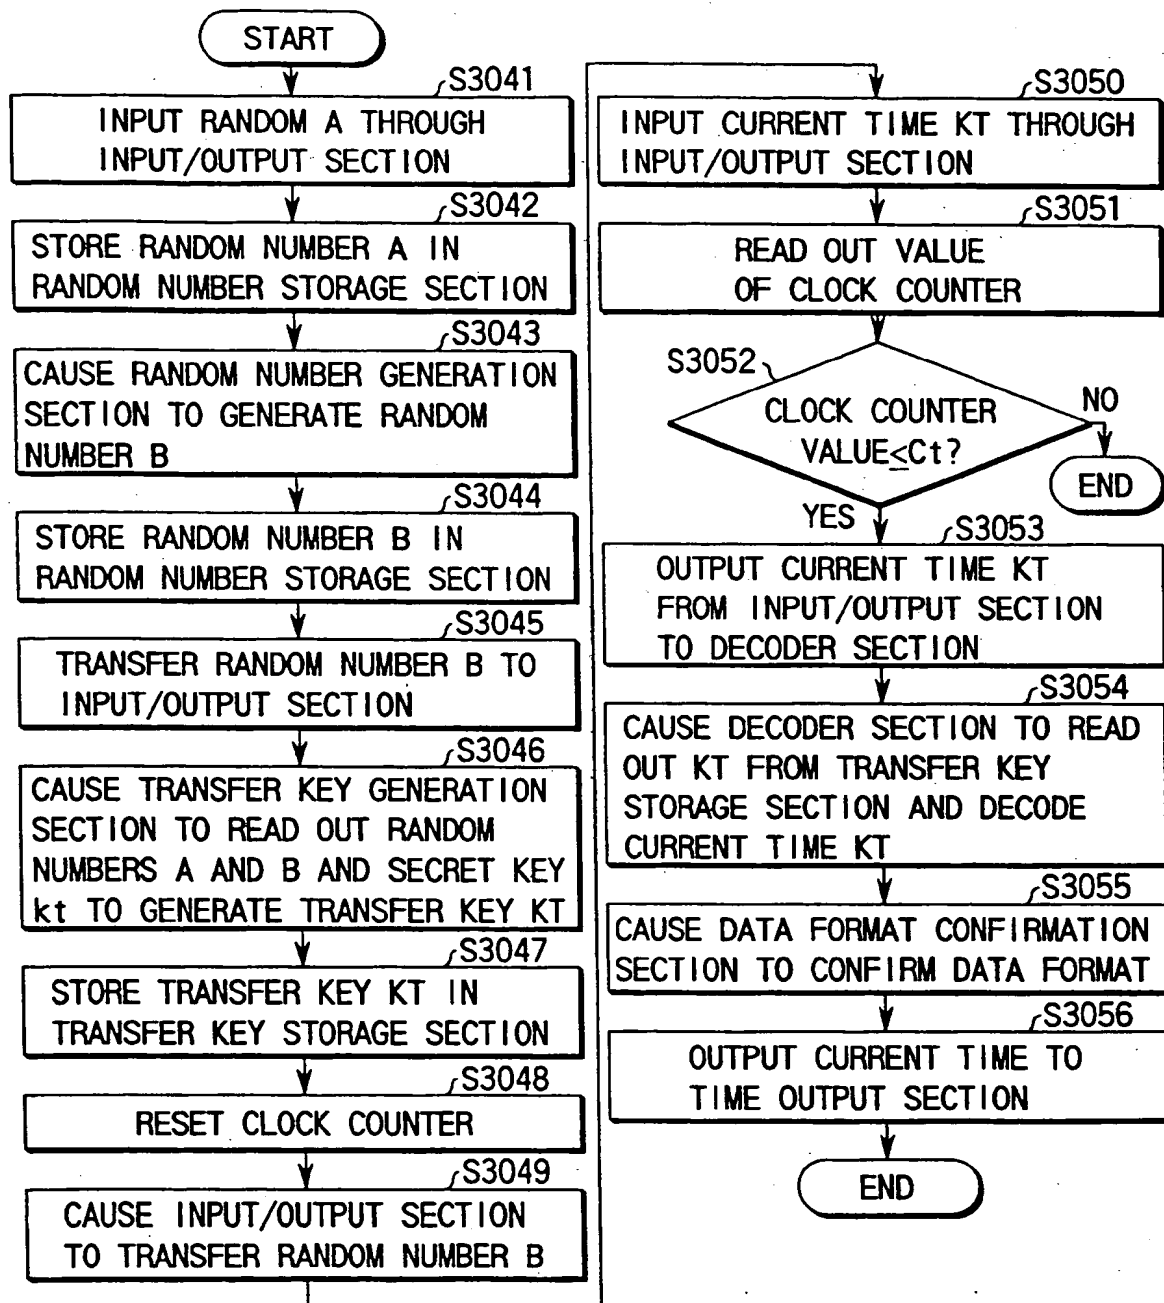 START
S3041
INPUT RANDOM A THROUGH
INPUT/OUTPUT SECTION
S3042
STORE RANDOM NUMBER A IN
RANDOM NUMBER STORAGE SECTION
S3043
CAUSE RANDOM NUMBER GENERATION
SECTION TO GENERATE RANDOM
NUMBER B
S3044
STORE RANDOM NUMBER B IN
RANDOM NUMBER STORAGE SECTION
S3045
TRANSFER RANDOM NUMBER B TO
INPUT/OUTPUT SECTION
S3046
CAUSE TRANSFER KEY GENERATION
SECTION TO READ OUT RANDOM
NUMBERS A AND B AND SECRET KEY
kt TO GENERATE TRANSFER KEY KT
S3047
STORE TRANSFER KEY KT IN
TRANSFER KEY STORAGE SECTION
S3048
RESET CLOCK COUNTER
S3049
CAUSE INPUT/OUTPUT SECTION
TO TRANSFER RANDOM NUMBER B
S3050
INPUT CURRENT TIME KT THROUGH
INPUT/OUTPUT SECTION
S3051
READ OUT VALUE
OF CLOCK COUNTER
S3052
CLOCK COUNTER
VALUE≤Ct?
NO
END
YES
S3053
OUTPUT CURRENT TIME KT
FROM INPUT/OUTPUT SECTION
TO DECODER SECTION
S3054
CAUSE DECODER SECTION TO READ
OUT KT FROM TRANSFER KEY
STORAGE SECTION AND DECODE
CURRENT TIME KT
S3055
CAUSE DATA FORMAT CONFIRMATION
SECTION TO CONFIRM DATA FORMAT
S3056
OUTPUT CURRENT TIME TO
TIME OUTPUT SECTION
END